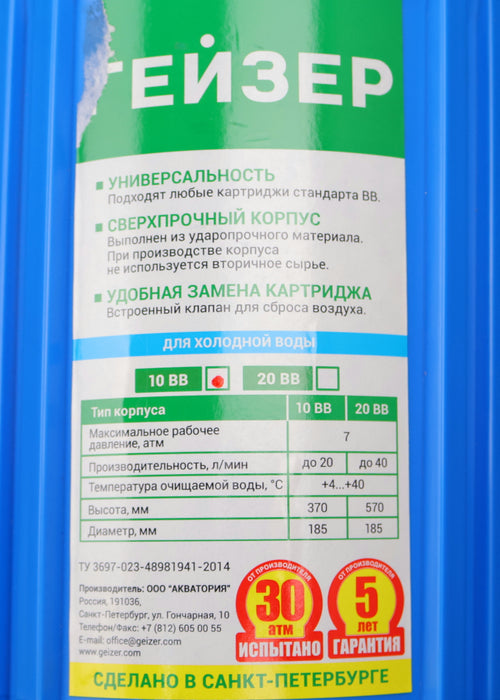 ГЕЙЗЕР
УНИВЕРСАЛЬНОСТЬ
Подходят любые картриджи стандарта ВВ.
СВЕРХПРОЧНЫЙ КОРПУС
Выполнен из ударопрочного материала.
При производстве корпуса
не используется вторичное сырье.
УДОБНАЯ ЗАМЕНА КАРТРИДЖА
Встроенный клапан для сброса воздуха.
ДЛЯ ХОЛОДНОЙ ВОДЫ
10 ВВ 20 ВВ
Тип корпуса 10 ВВ 20 ВВ
Максимальное рабочее
давление, атм 7
Производительность, л/мин до 20 до 40
Температура очищаемой воды, °С +4...+40
Высота, мм 370 570
Диаметр, мм 185 185
ТУ 3697-023-48981941-2014
Производитель: ООО "АКВАТОРИЯ"
Россия, 191036,
Санкт-Петербург, ул. Гончарная, 10
Телефон/Факс: +7 (812) 605 00 55
E-mail: office@geizer.com
www.geizer.com
ОТ ПРОИЗВОДИТЕЛЯ
30
атм
ИСПЫТАНО
ОТ ПРОИЗВОДИТЕЛЯ
5
лет
ГАРАНТИЯ
СДЕЛАНО В САНКТ-ПЕТЕРБУРГЕ